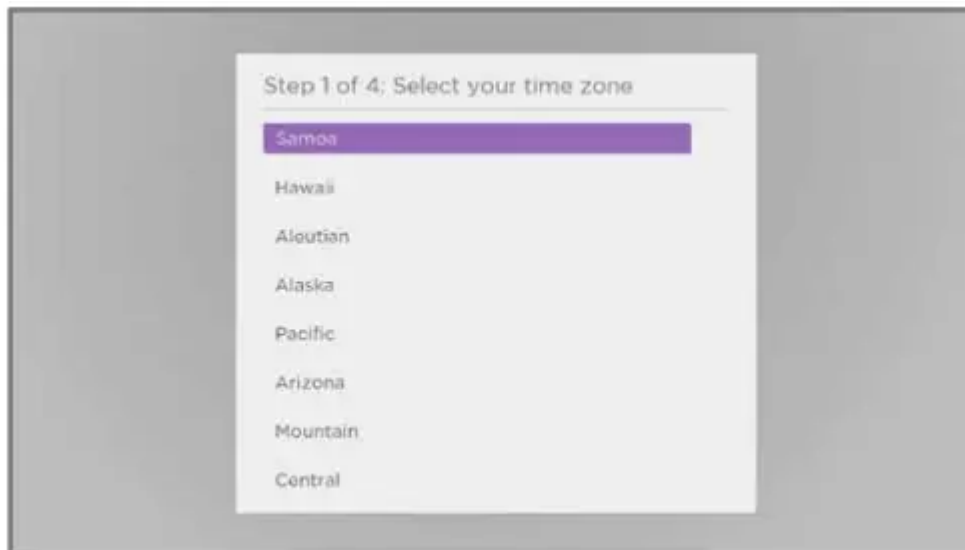 Step 1 of 4: Select your time zone
Samoa
Hawaii
Aleutian
Alaska
Pacific
Arizona
Mountain
Central